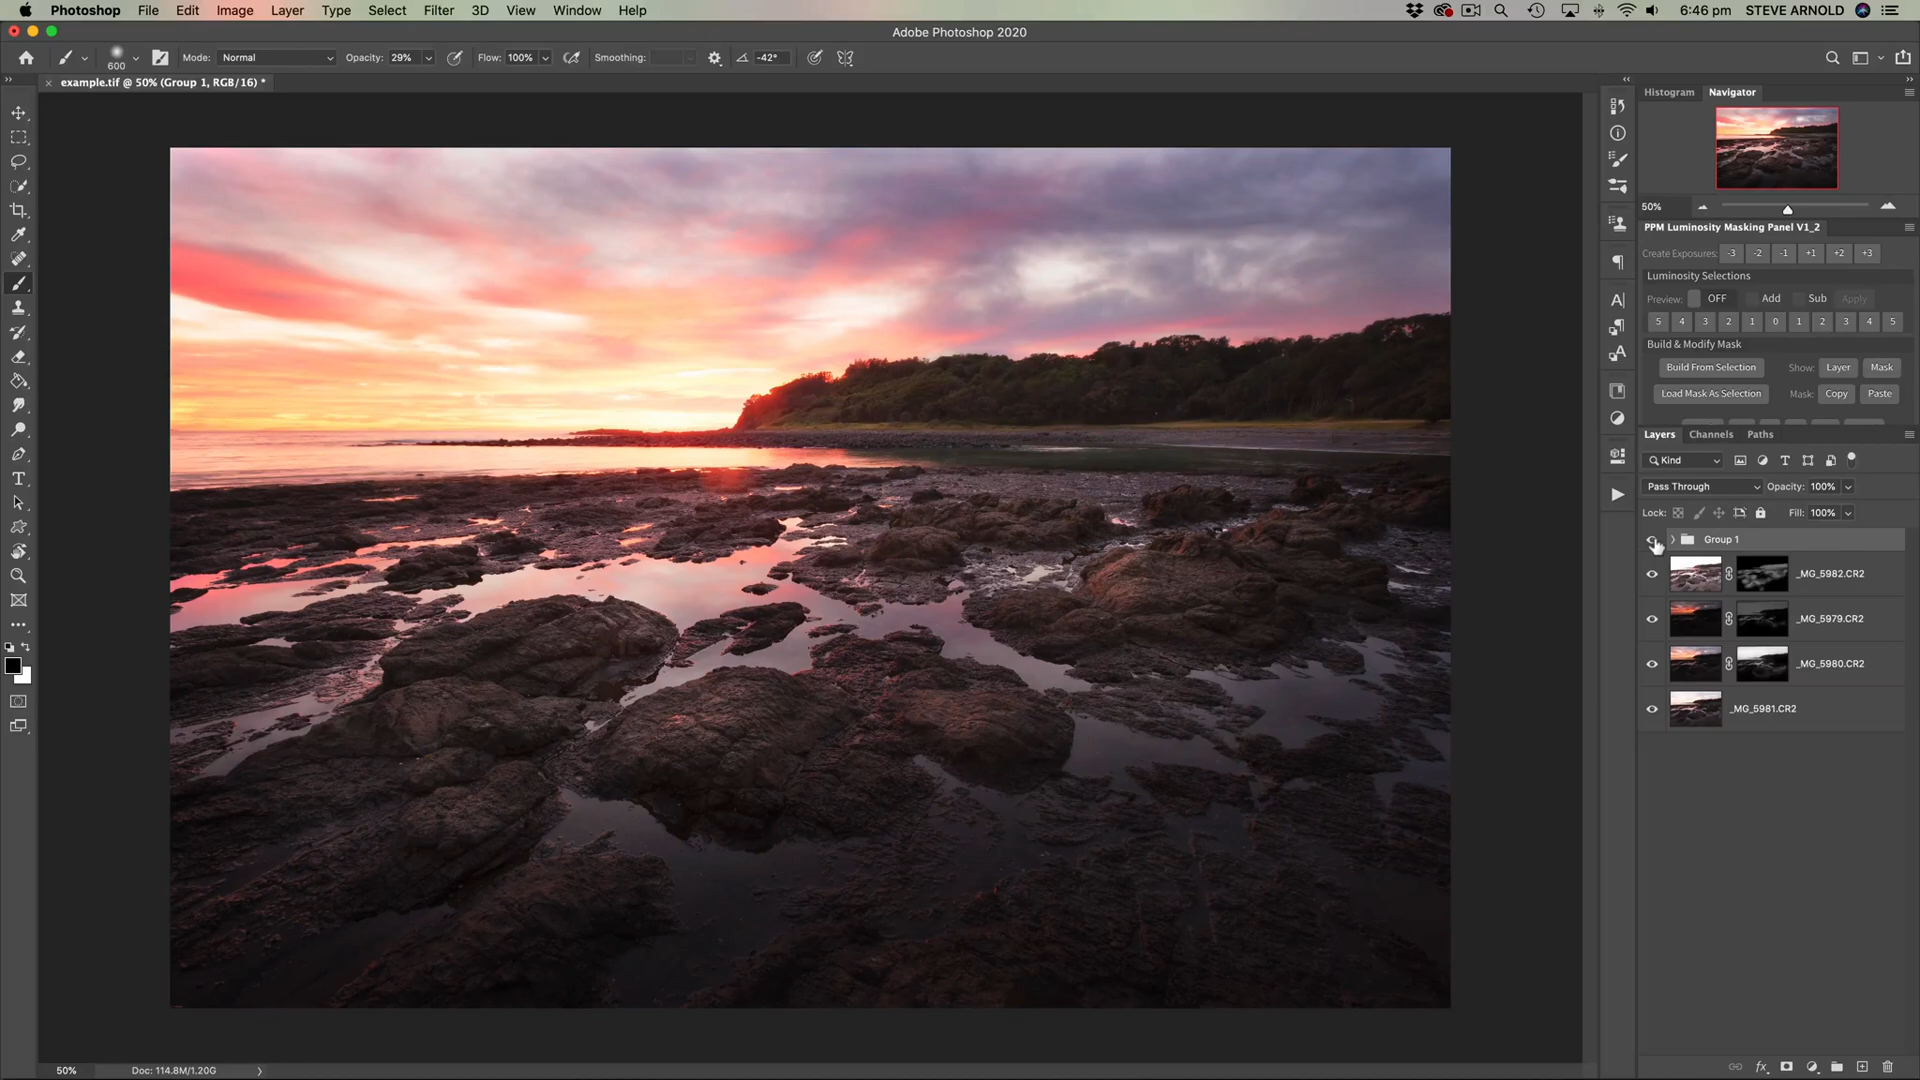 Photoshop File Edit Image Layer Type Select Filter 3D View Window Help 6:46 pm STEVE ARNOLD
Adobe Photoshop 2020
600 Mode: Normal Opacity: 29% Flow: 100% Smoothing: -42°
example.tif @ 50% (Group 1, RGB/16) *
Histogram Navigator
50%
PPM Luminosity Masking Panel V1_2
Create Exposures: -3 -2 -1 +1 +2 +3
Luminosity Selections
Preview: OFF Add Sub Apply
5 4 3 2 1 0 1 2 3 4 5
Build & Modify Mask
Build From Selection Show: Layer Mask
Load Mask As Selection Mask: Copy Paste
Layers Channels Paths
Kind
Pass Through Opacity: 100%
Lock: Fill: 100%
Group 1
_MG_5982.CR2
_MG_5979.CR2
_MG_5980.CR2
_MG_5981.CR2
50% Doc: 114.8M/1.20G